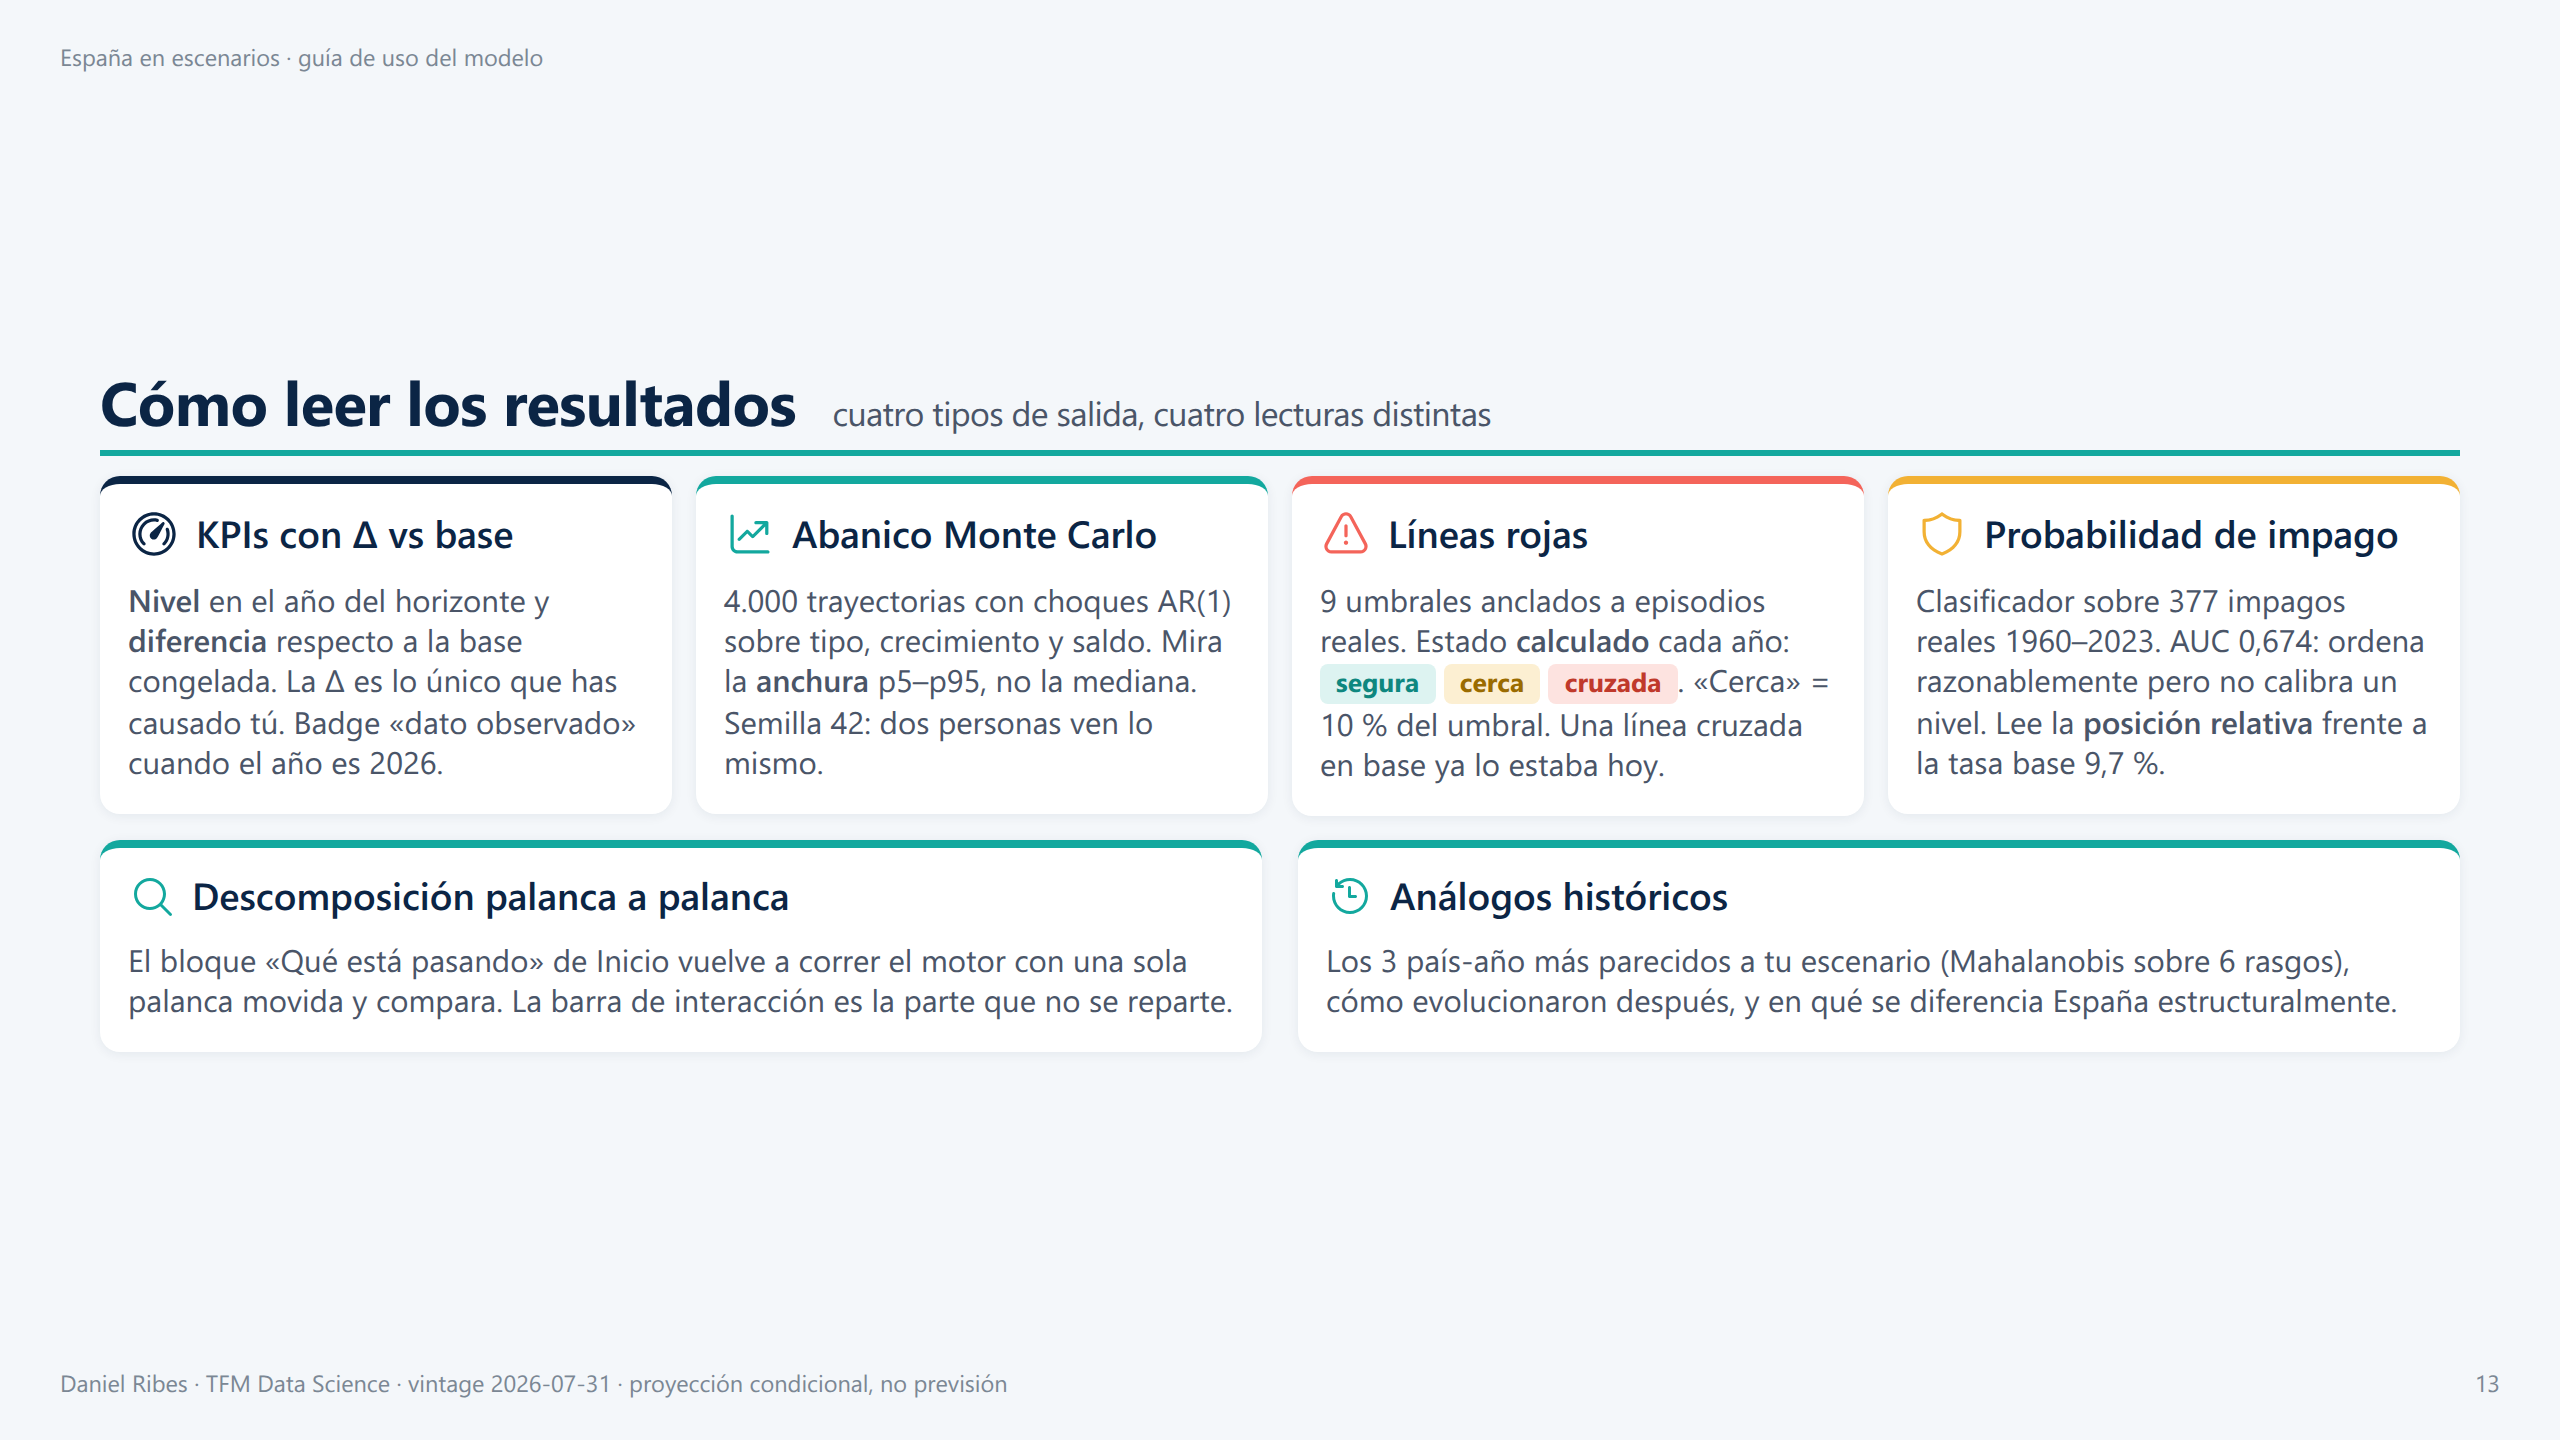 España en escenarios · guía de uso del modelo
Cómo leer los resultados cuatro tipos de salida, cuatro lecturas distintas
KPIs con Δ vs base
Nivel en el año del horizonte y
diferencia respecto a la base
congelada. La Δ es lo único que has
causado tú. Badge «dato observado»
cuando el año es 2026.
Abanico Monte Carlo
4.000 trayectorias con choques AR(1)
sobre tipo, crecimiento y saldo. Mira
la anchura p5–p95, no la mediana.
Semilla 42: dos personas ven lo
mismo.
Líneas rojas
9 umbrales anclados a episodios
reales. Estado calculado cada año:
segura cerca cruzada. «Cerca» =
10 % del umbral. Una línea cruzada
en base ya lo estaba hoy.
Probabilidad de impago
Clasificador sobre 377 impagos
reales 1960–2023. AUC 0,674: ordena
razonablemente pero no calibra un
nivel. Lee la posición relativa frente a
la tasa base 9,7 %.
Descomposición palanca a palanca
El bloque «Qué está pasando» de Inicio vuelve a correr el motor con una sola
palanca movida y compara. La barra de interacción es la parte que no se reparte.
Análogos históricos
Los 3 país-año más parecidos a tu escenario (Mahalanobis sobre 6 rasgos),
cómo evolucionaron después, y en qué se diferencia España estructuralmente.
Daniel Ribes · TFM Data Science · vintage 2026-07-31 · proyección condicional, no previsión
13